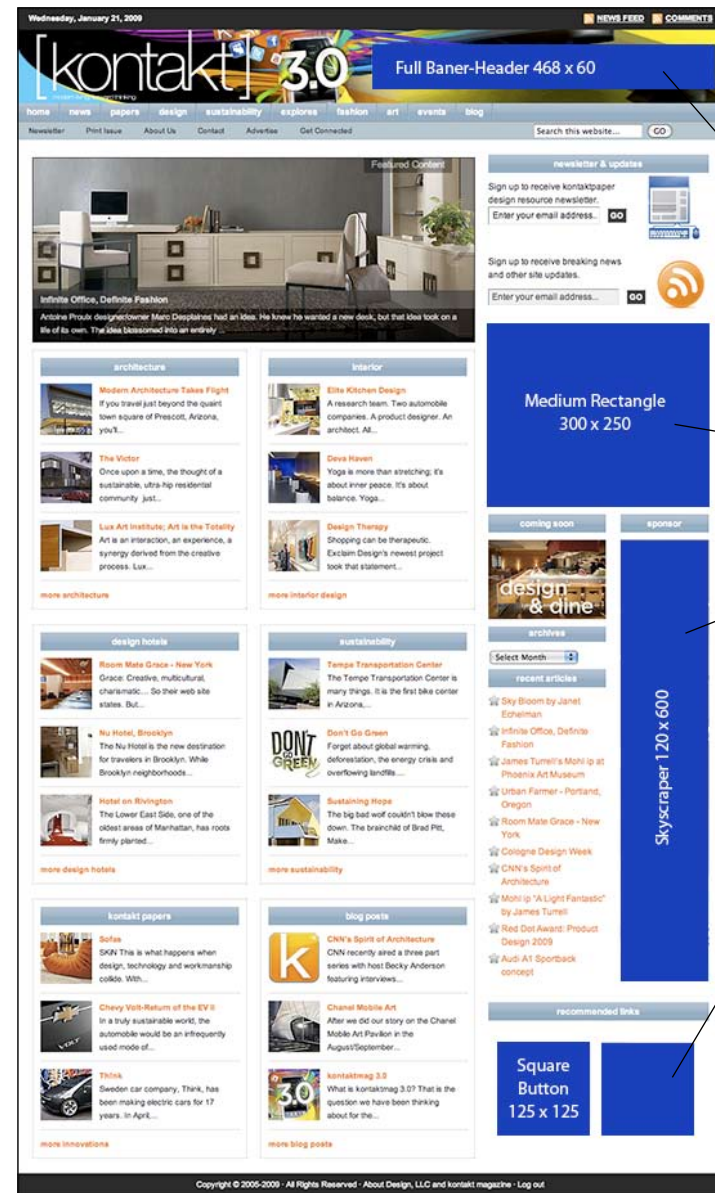 Wednesday, January 21, 2009
NEWS FEED
COMMENTS
[kontakt] 3.0
Full Baner-Header 468 x 60
home news papers design sustainability explores fashion art events blog
Newsletter Print Issue About Us Contact Advertise Get Connected
Search this website...
GO
Featured Content
Infinite Office, Definite Fashion
Antoine Proulx designer/owner Marc Desplaines had an idea. He knew he wanted a new desk, but that idea took on a
life of its own. The idea blossomed into an entirely ...
newsletter & updates
Sign up to receive kontaktpaper
design resource newsletter.
Enter your email address..
GO
Sign up to receive breaking news
and other site updates.
Enter your email address...
GO
Medium Rectangle
300 x 250
architecture
Modern Architecture Takes Flight
If you travel just beyond the quaint
town square of Prescott, Arizona,
you'll...
The Victor
Once upon a time, the thought of a
sustainable, ultra-hip residential
community just...
Lux Art Institute; Art is the Totality
Art is an interaction, an experience, a
synergy derived from the creative
process. Lux...
more architecture
interior
Elite Kitchen Design
A research team. Two automobile
companies. A product designer. An
architect. All...
Deva Haven
Yoga is more than stretching; it's
about inner peace. It's about
balance. Yoga...
Design Therapy
Shopping can be therapeutic.
Exclaim Design's newest project
took that statement...
more interior design
coming soon
design
& dine
archives
Select Month
recent articles
Sky Bloom by Janet
Echelman
Infinite Office, Definite
Fashion
James Turrell's Mohl ip at
Phoenix Art Museum
Urban Farmer - Portland,
Oregon
Room Mate Grace - New
York
Cologne Design Week
CNN's Spirit of
Architecture
Mohl ip "A Light Fantastic"
by James Turrell
Red Dot Award: Product
Design 2009
Audi A1 Sportback
concept
sponsor
Skyscraper 120 x 600
design hotels
Room Mate Grace - New York
Grace: Creative, multicultural,
charismatic.... So their web site
states. But...
Nu Hotel, Brooklyn
The Nu Hotel is the new destination
for travelers in Brooklyn. While
Brooklyn neighborhoods...
Hotel on Rivington
The Lower East Side, one of the
oldest areas of Manhattan, has roots
firmly planted...
more design hotels
sustainability
Tempe Transportation Center
The Tempe Transportation Center is
many things. It is the first bike center
in Arizona,...
DON'T
GO
GREEN
Don't Go Green
Forget about global warming,
deforestation, the energy crisis and
overflowing landfills....
Sustaining Hope
The big bad wolf couldn't blow these
down. The brainchild of Brad Pitt,
Make...
more sustainability
kontakt papers
Sofas
SKiN This is what happens when
design, technology and workmanship
collide. With...
VOLT
Chevy Volt-Return of the EV II
In a truly sustainable world, the
automobile would be an infrequently
used mode of...
Th!nk
Sweden car company, Think, has
been making electric cars for 17
years. In April,...
more innovations
blog posts
k
CNN's Spirit of Architecture
CNN recently aired a three part
series with host Becky Anderson
featuring interviews...
Chanel Mobile Art
After we did our story on the Chanel
Mobile Art Pavilion in the
August/September...
3.0
kontaktmag 3.0
What is kontaktmag 3.0? That is the
question we have been thinking
about for the...
more blog posts
recommended links
Square
Button
125 x 125
Copyright © 2005-2009 · All Rights Reserved · About Design, LLC and kontakt magazine · Log out